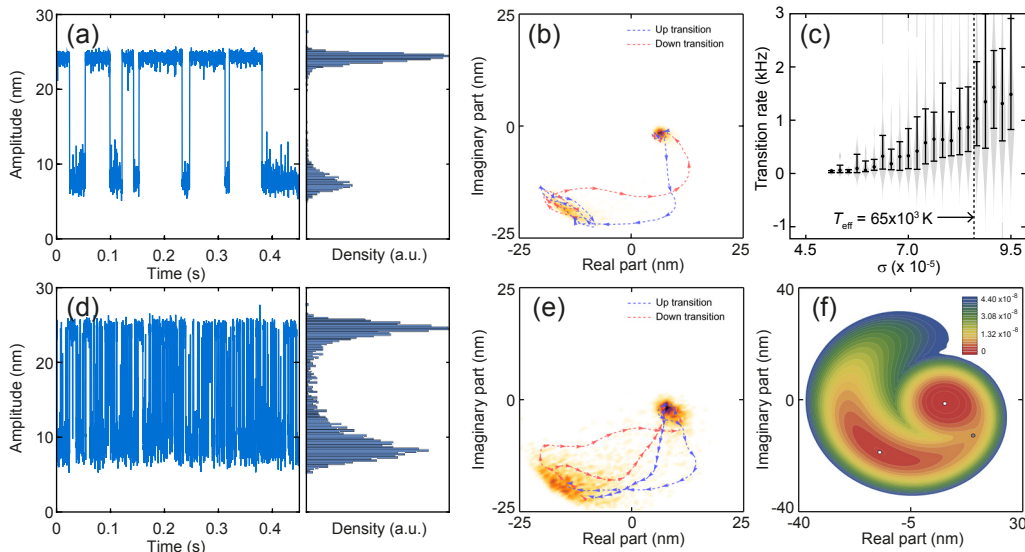 (a)
Amplitude (nm)
30
20
10
0
0 0.1 0.2 0.3 0.4
Time (s)
Density (a.u.)
(b)
Up transition
Down transition
Imaginary part (nm)
25
0
-25
-25 0 25
Real part (nm)
(c)
Transition rate (kHz)
3
2
1
0
-1
T_eff = 65x10³ K
4.5 7.0 9.5
σ (x 10⁻⁵)
(d)
Amplitude (nm)
30
20
10
0
0 0.1 0.2 0.3 0.4
Time (s)
Density (a.u.)
(e)
Up transition
Down transition
Imaginary part (nm)
25
0
-25
-25 0 25
Real part (nm)
(f)
4.40 x10⁻⁸
3.08 x10⁻⁸
1.32 x10⁻⁸
0
Imaginary part (nm)
40
0
-40
-40 -5 30
Real part (nm)